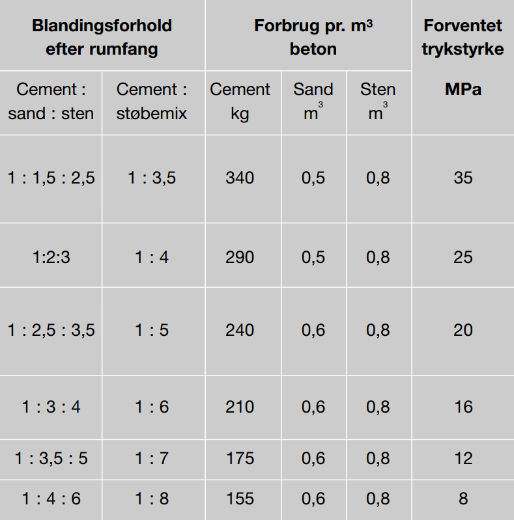 Blandingsforhold efter rumfang Forbrug pr. m³ beton Forventet trykstyrke
Cement : sand : sten Cement : støbemix Cement kg Sand m³ Sten m³ MPa
1 : 1,5 : 2,5 1 : 3,5 340 0,5 0,8 35
1:2:3 1 : 4 290 0,5 0,8 25
1 : 2,5 : 3,5 1 : 5 240 0,6 0,8 20
1 : 3 : 4 1 : 6 210 0,6 0,8 16
1 : 3,5 : 5 1 : 7 175 0,6 0,8 12
1 : 4 : 6 1 : 8 155 0,6 0,8 8